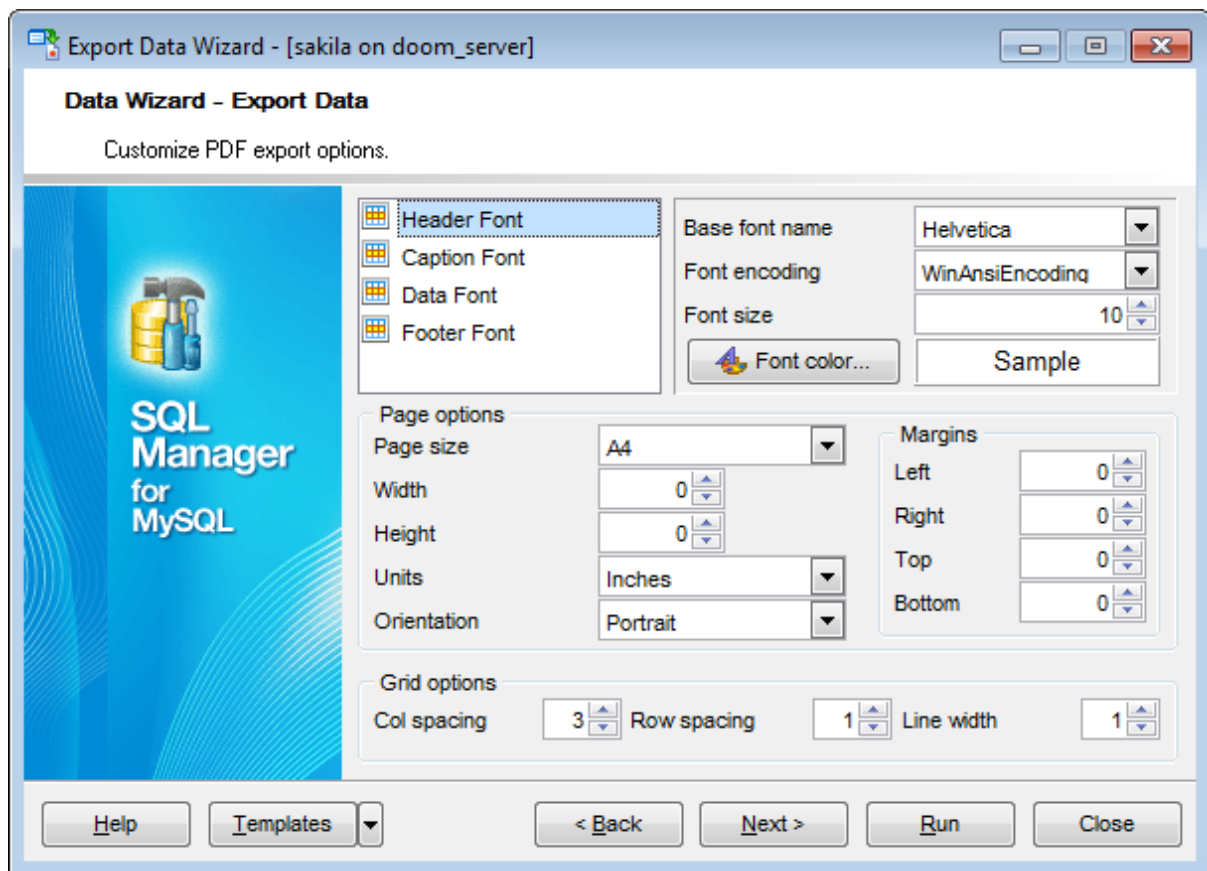 Export Data Wizard - [sakila on doom_server]
Data Wizard - Export Data
Customize PDF export options.
SQL
Manager
for
MySQL
Header Font
Caption Font
Data Font
Footer Font
Base font name Helvetica
Font encoding WinAnsiEncoding
Font size 10
Font color... Sample
Page options
Page size A4
Width 0
Height 0
Units Inches
Orientation Portrait
Margins
Left 0
Right 0
Top 0
Bottom 0
Grid options
Col spacing 3 Row spacing 1 Line width 1
Help Templates < Back Next > Run Close